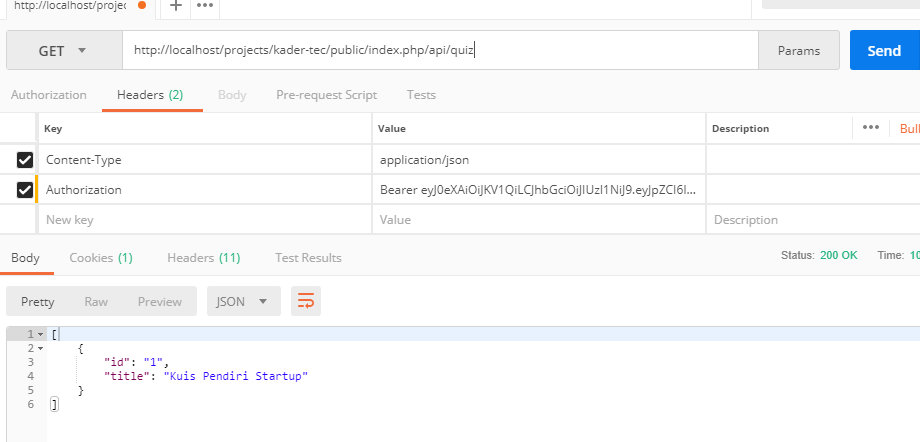 http://localhost/projec
GET http://localhost/projects/kader-tec/public/index.php/api/quiz Params Send
Authorization Headers (2) Body Pre-request Script Tests
Key Value Description ••• Bul
Content-Type application/json
Authorization Bearer eyJ0eXAiOiJKV1QiLCJhbGciOiJIUzI1NiJ9.eyJpZCI6I...
New key Value Description
Body Cookies (1) Headers (11) Test Results Status: 200 OK Time: 10
Pretty Raw Preview JSON
1 [
2 {
3 "id": "1",
4 "title": "Kuis Pendiri Startup"
5 }
6 ]